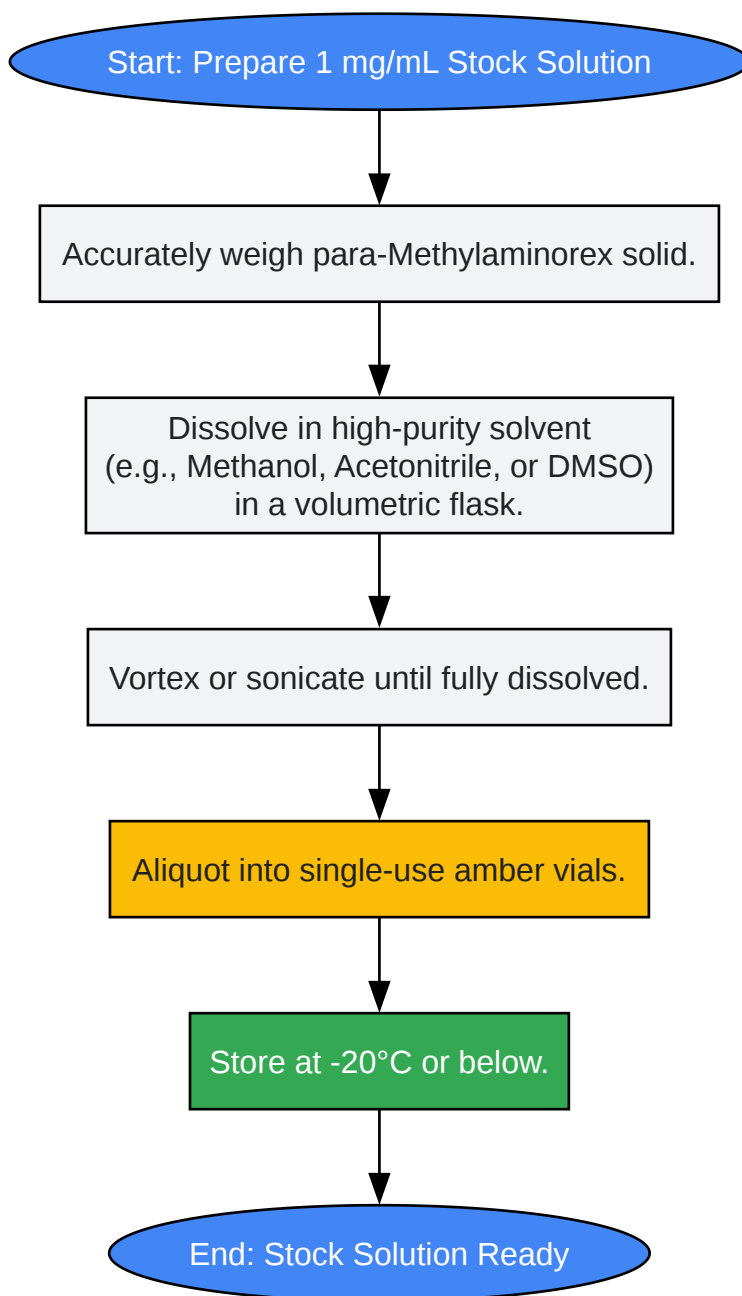 Start: Prepare 1 mg/mL Stock Solution
Accurately weigh para-Methylaminorex solid.
Dissolve in high-purity solvent
(e.g., Methanol, Acetonitrile, or DMSO)
in a volumetric flask.
Vortex or sonicate until fully dissolved.
Aliquot into single-use amber vials.
Store at -20°C or below.
End: Stock Solution Ready